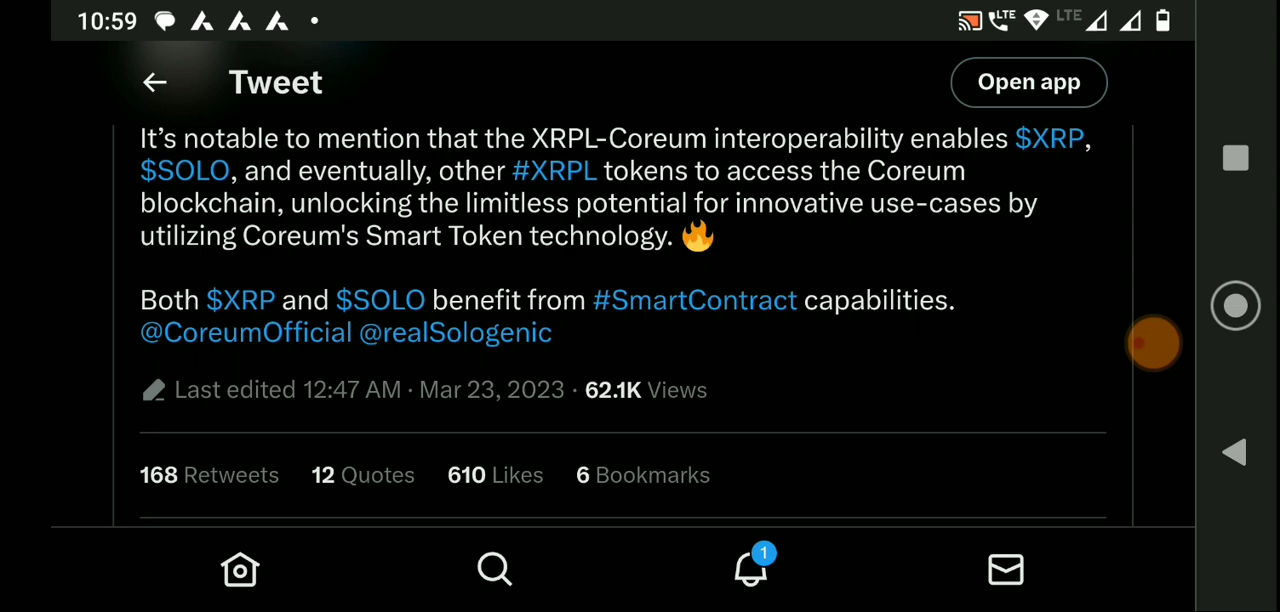 10:59
LTE
LTE
Tweet
Open app
It’s notable to mention that the XRPL-Coreum interoperability enables $XRP,
$SOLO, and eventually, other #XRPL tokens to access the Coreum
blockchain, unlocking the limitless potential for innovative use-cases by
utilizing Coreum's Smart Token technology. 🔥
Both $XRP and $SOLO benefit from #SmartContract capabilities.
@CoreumOfficial @realSologenic
Last edited 12:47 AM · Mar 23, 2023 · 62.1K Views
168 Retweets 12 Quotes 610 Likes 6 Bookmarks
1